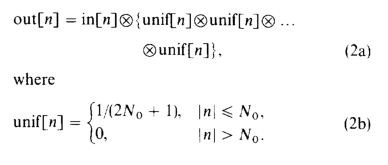 out[n] = in[n]⊗{unif[n]⊗unif[n]⊗ ...
⊗unif[n]}, (2a)
where
unif[n] = { 1/(2N₀ + 1), |n| ⩽ N₀,
0, |n| > N₀. (2b)